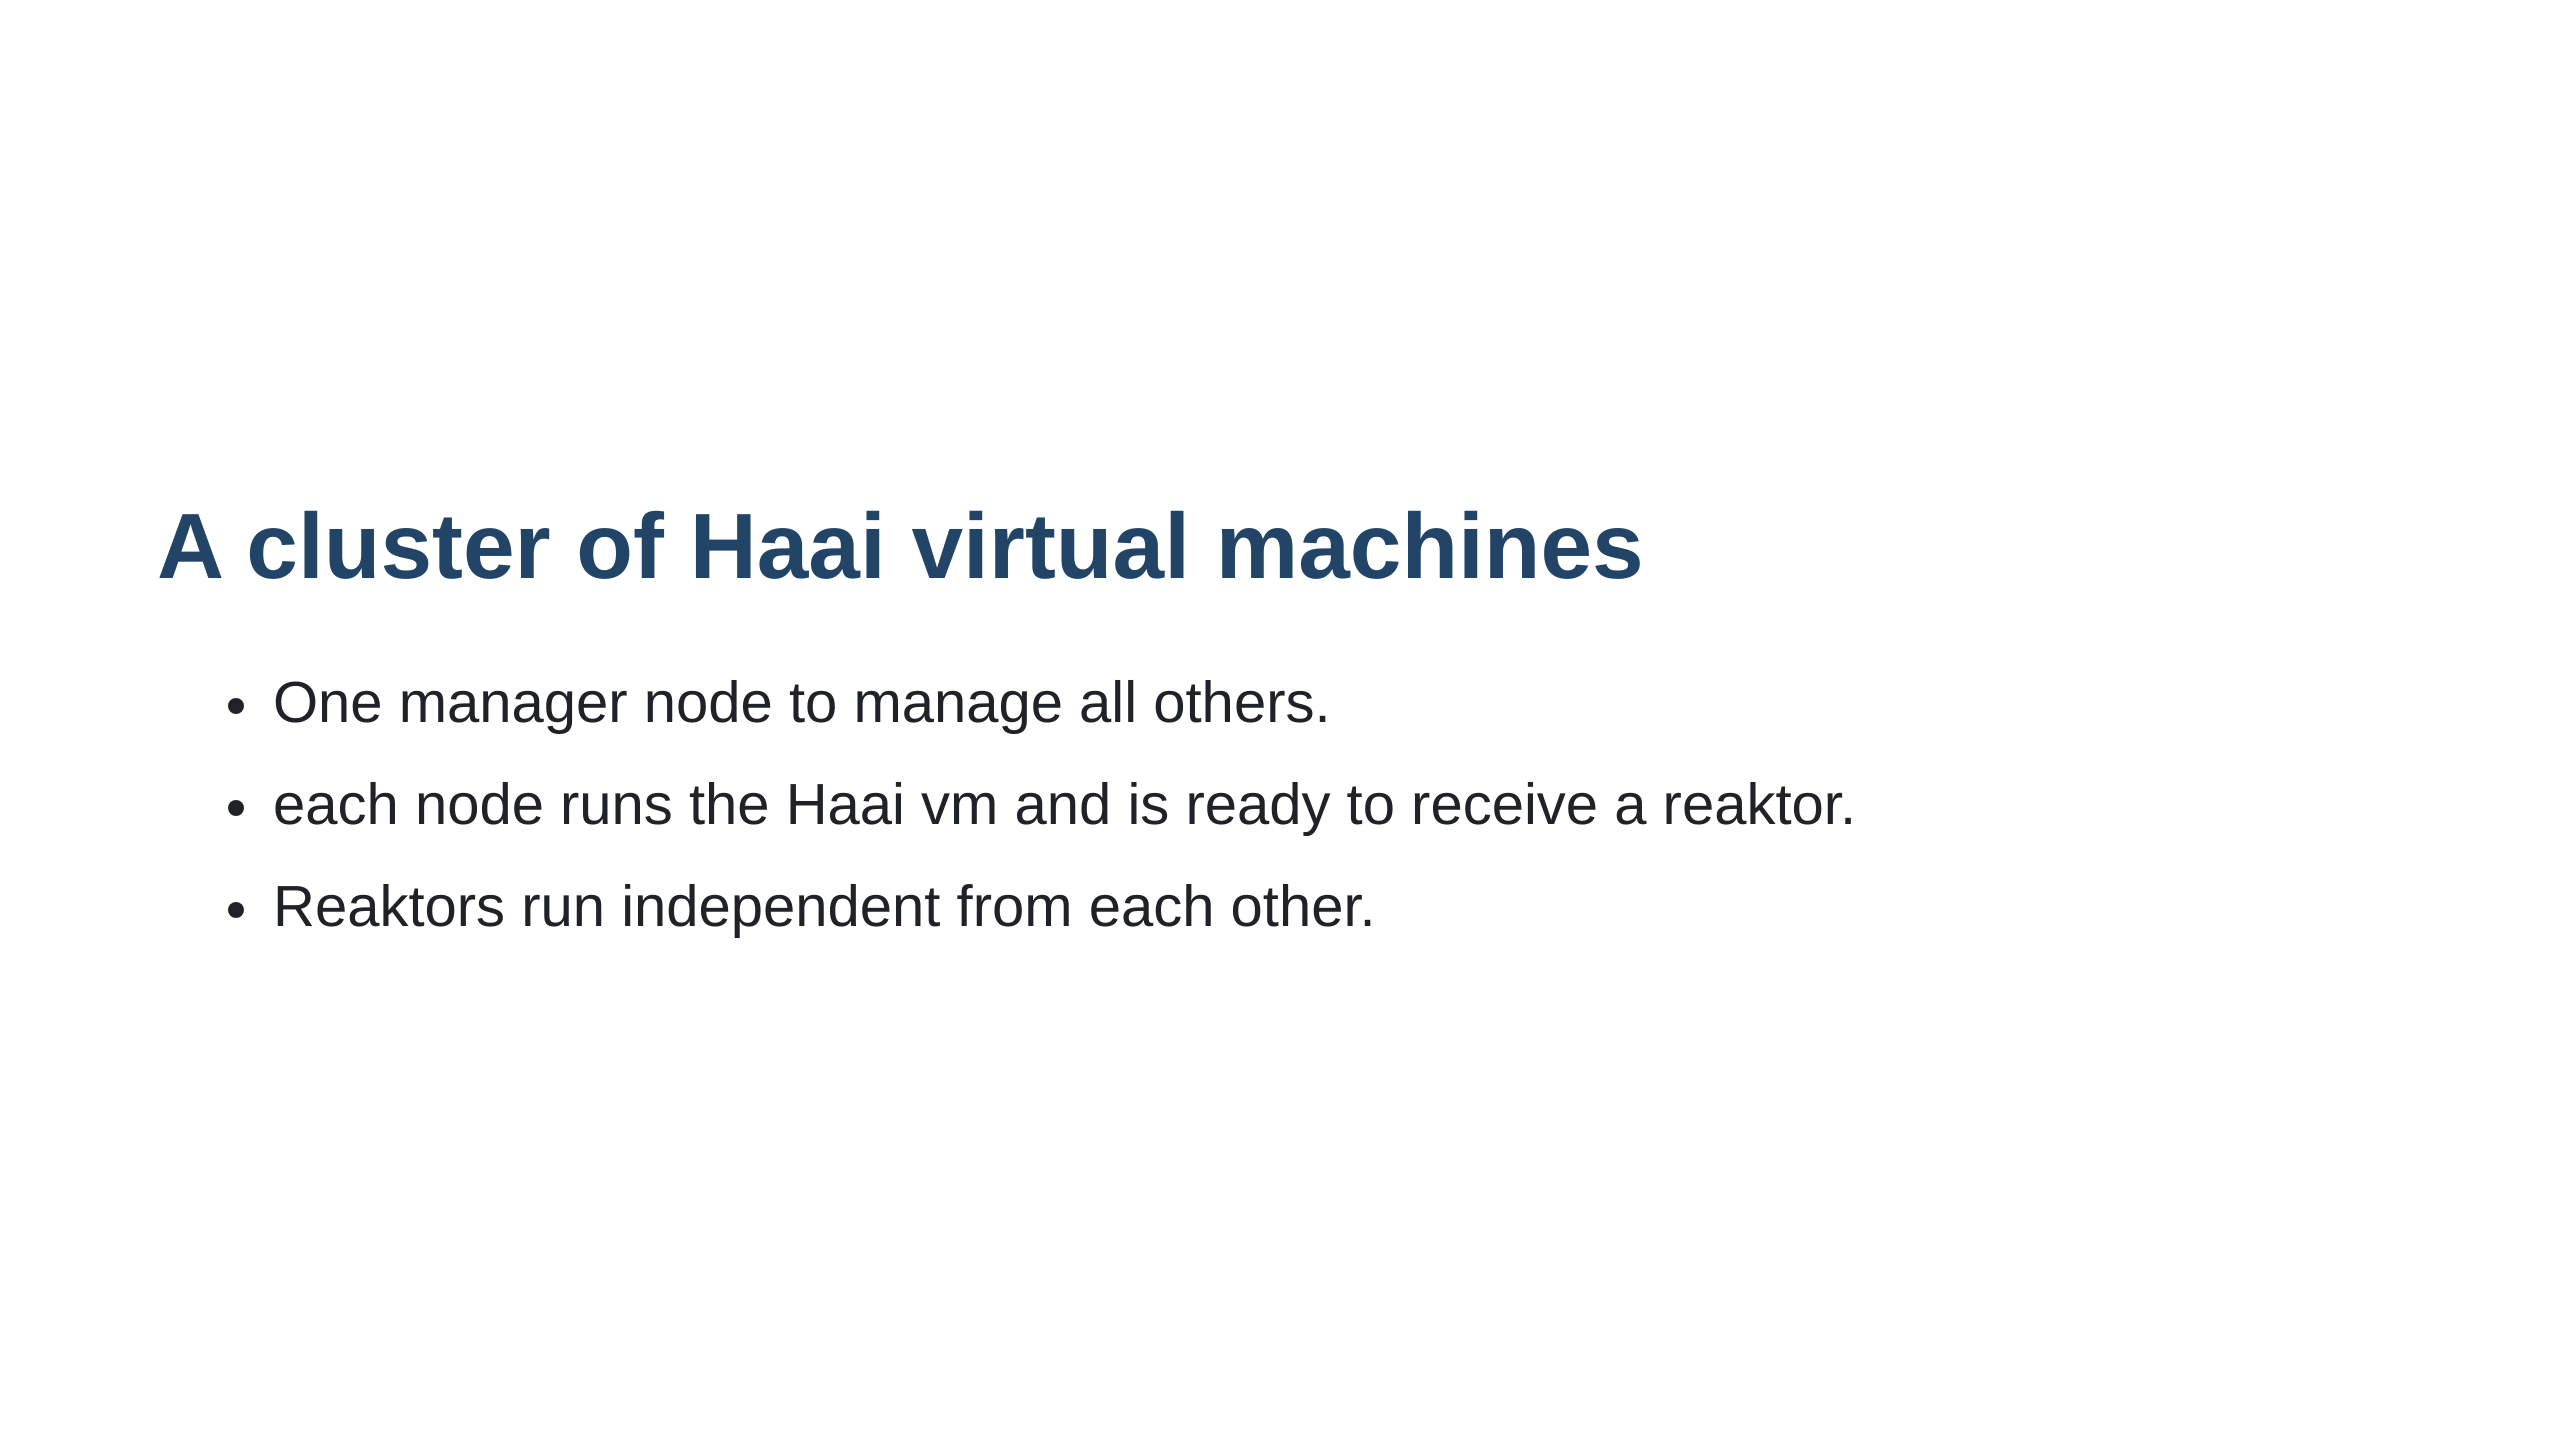 A cluster of Haai virtual machines
• One manager node to manage all others.
• each node runs the Haai vm and is ready to receive a reaktor.
• Reaktors run independent from each other.